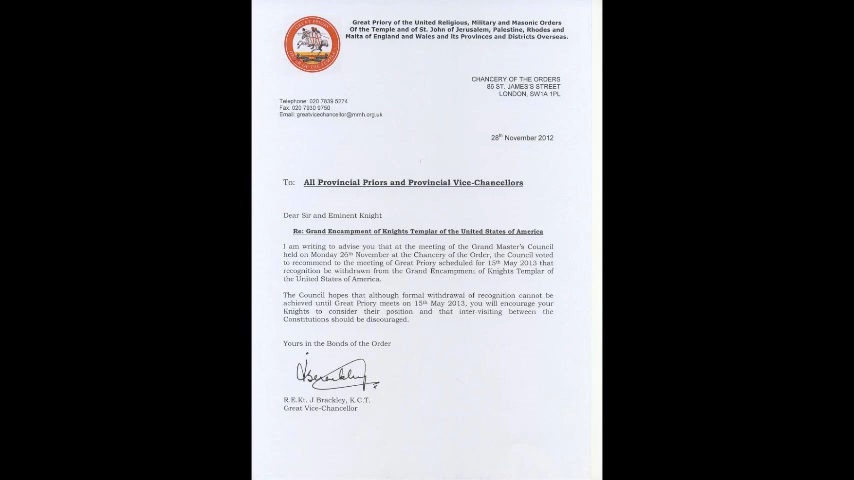 Great Priory of the United Religious, Military and Masonic Orders
Of the Temple and of St. John of Jerusalem, Palestine, Rhodes and
Malta of England and Wales and its Provinces and Districts Overseas.
CHANCERY OF THE ORDERS
85 ST. JAMES'S STREET
LONDON, SW1A 1PL
Telephone: 020 7839 5274
Fax: 020 7930 9750
Email: greatvicechancellor@mmh.org.uk
28th November 2012
To: All Provincial Priors and Provincial Vice-Chancellors
Dear Sir and Eminent Knight
Re: Grand Encampment of Knights Templar of the United States of America
I am writing to advise you that at the meeting of the Grand Master's Council
held on Monday 26th November at the Chancery of the Order, the Council voted
to recommend to the meeting of Great Priory scheduled for 15th May 2013 that
recognition be withdrawn from the Grand Encampment of Knights Templar of
the United States of America.
The Council hopes that although formal withdrawal of recognition cannot be
achieved until Great Priory meets on 15th May 2013, you will encourage your
Knights to consider their position and that inter-visiting between the
Constitutions should be discouraged.
Yours in the Bonds of the Order
R.E.Kt. J Brackley, K.C.T.
Great Vice-Chancellor